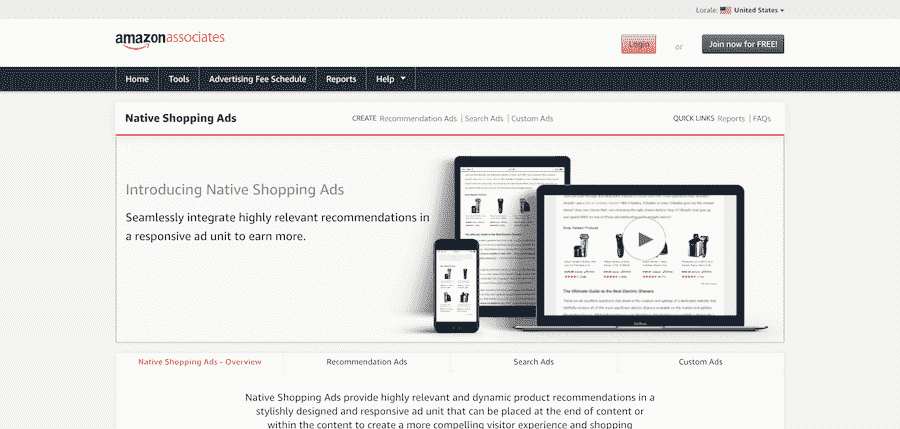 Locale: United States
amazonassociates
Login or Join now for FREE!
Home Tools Advertising Fee Schedule Reports Help
Native Shopping Ads CREATE Recommendation Ads | Search Ads | Custom Ads QUICK LINKS Reports | FAQs
Introducing Native Shopping Ads
Seamlessly integrate highly relevant recommendations in
a responsive ad unit to earn more.
The Ultimate Guide to the Best Electric Shavers
Native Shopping Ads - Overview Recommendation Ads Search Ads Custom Ads
Native Shopping Ads provide highly relevant and dynamic product recommendations in a
stylishly designed and responsive ad unit that can be placed at the end of content or
within the content to create a more compelling visitor experience and shopping